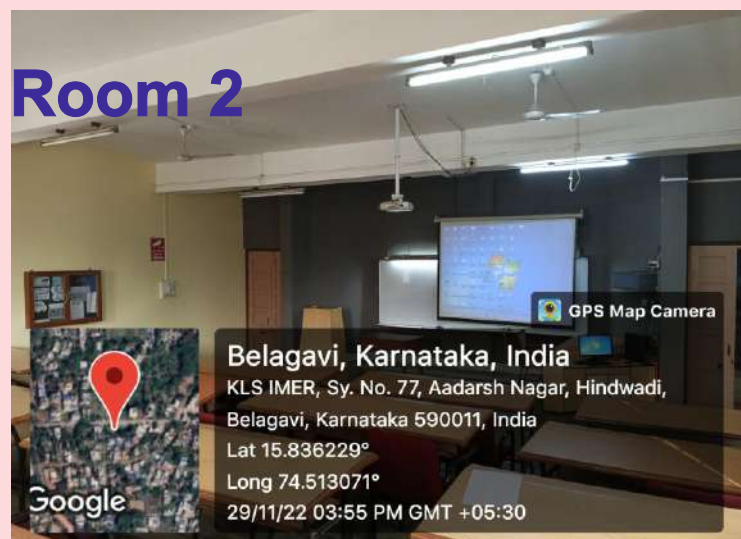 Room 2
GPS Map Camera
Belagavi, Karnataka, India
KLS IMER, Sy. No. 77, Aadarsh Nagar, Hindwadi,
Belagavi, Karnataka 590011, India
Lat 15.836229°
Long 74.513071°
29/11/22 03:55 PM GMT +05:30
Google